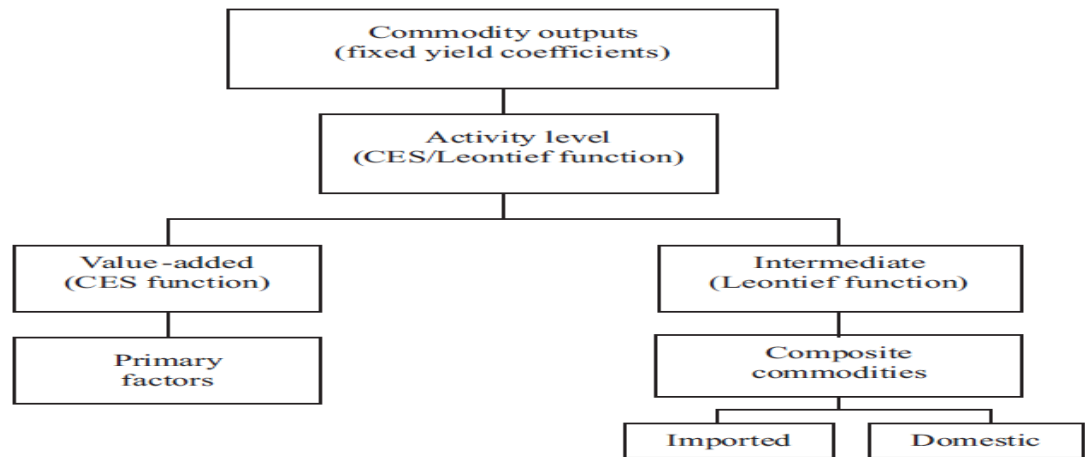 Commodity outputs
(fixed yield coefficients)
Activity level
(CES/Leontief function)
Value-added
(CES function)
Intermediate
(Leontief function)
Primary
factors
Composite
commodities
Imported
Domestic